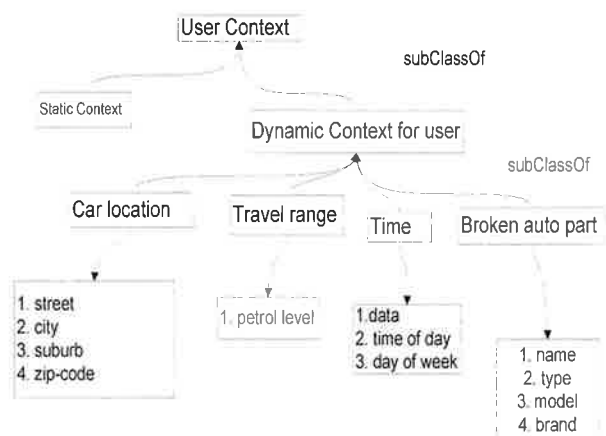 User Context
subClassOf
Static Context
Dynamic Context for user
subClassOf
Car location
Travel range
Time
Broken auto part
1. street
2. city
3. suburb
4. zip-code
1. petrol level
1.data
2. time of day
3. day of week
1. name
2. type
3. model
4. brand